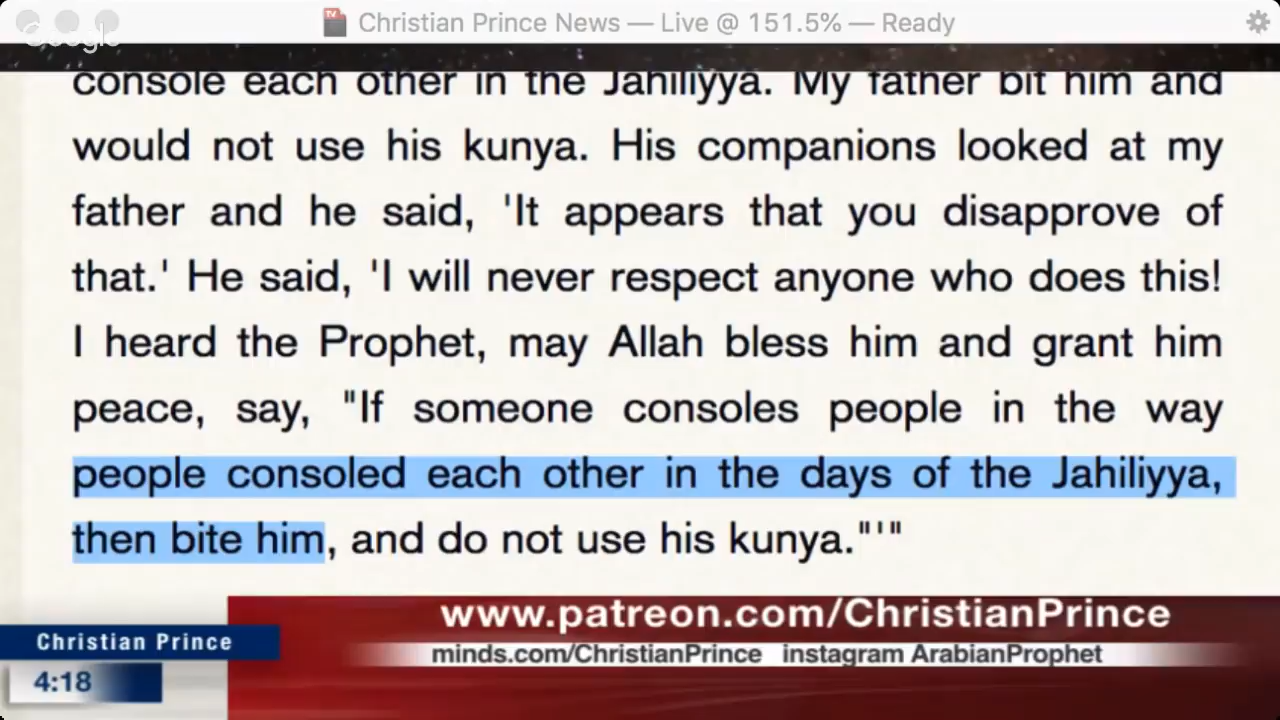 Christian Prince News — Live @ 151.5% — Ready
Google
console each other in the Jahiliyya. My father bit him and
would not use his kunya. His companions looked at my
father and he said, 'It appears that you disapprove of
that.' He said, 'I will never respect anyone who does this!
I heard the Prophet, may Allah bless him and grant him
peace, say, "If someone consoles people in the way
people consoled each other in the days of the Jahiliyya,
then bite him, and do not use his kunya."'"
www.patreon.com/ChristianPrince
Christian Prince
minds.com/ChristianPrince instagram ArabianProphet
4:18